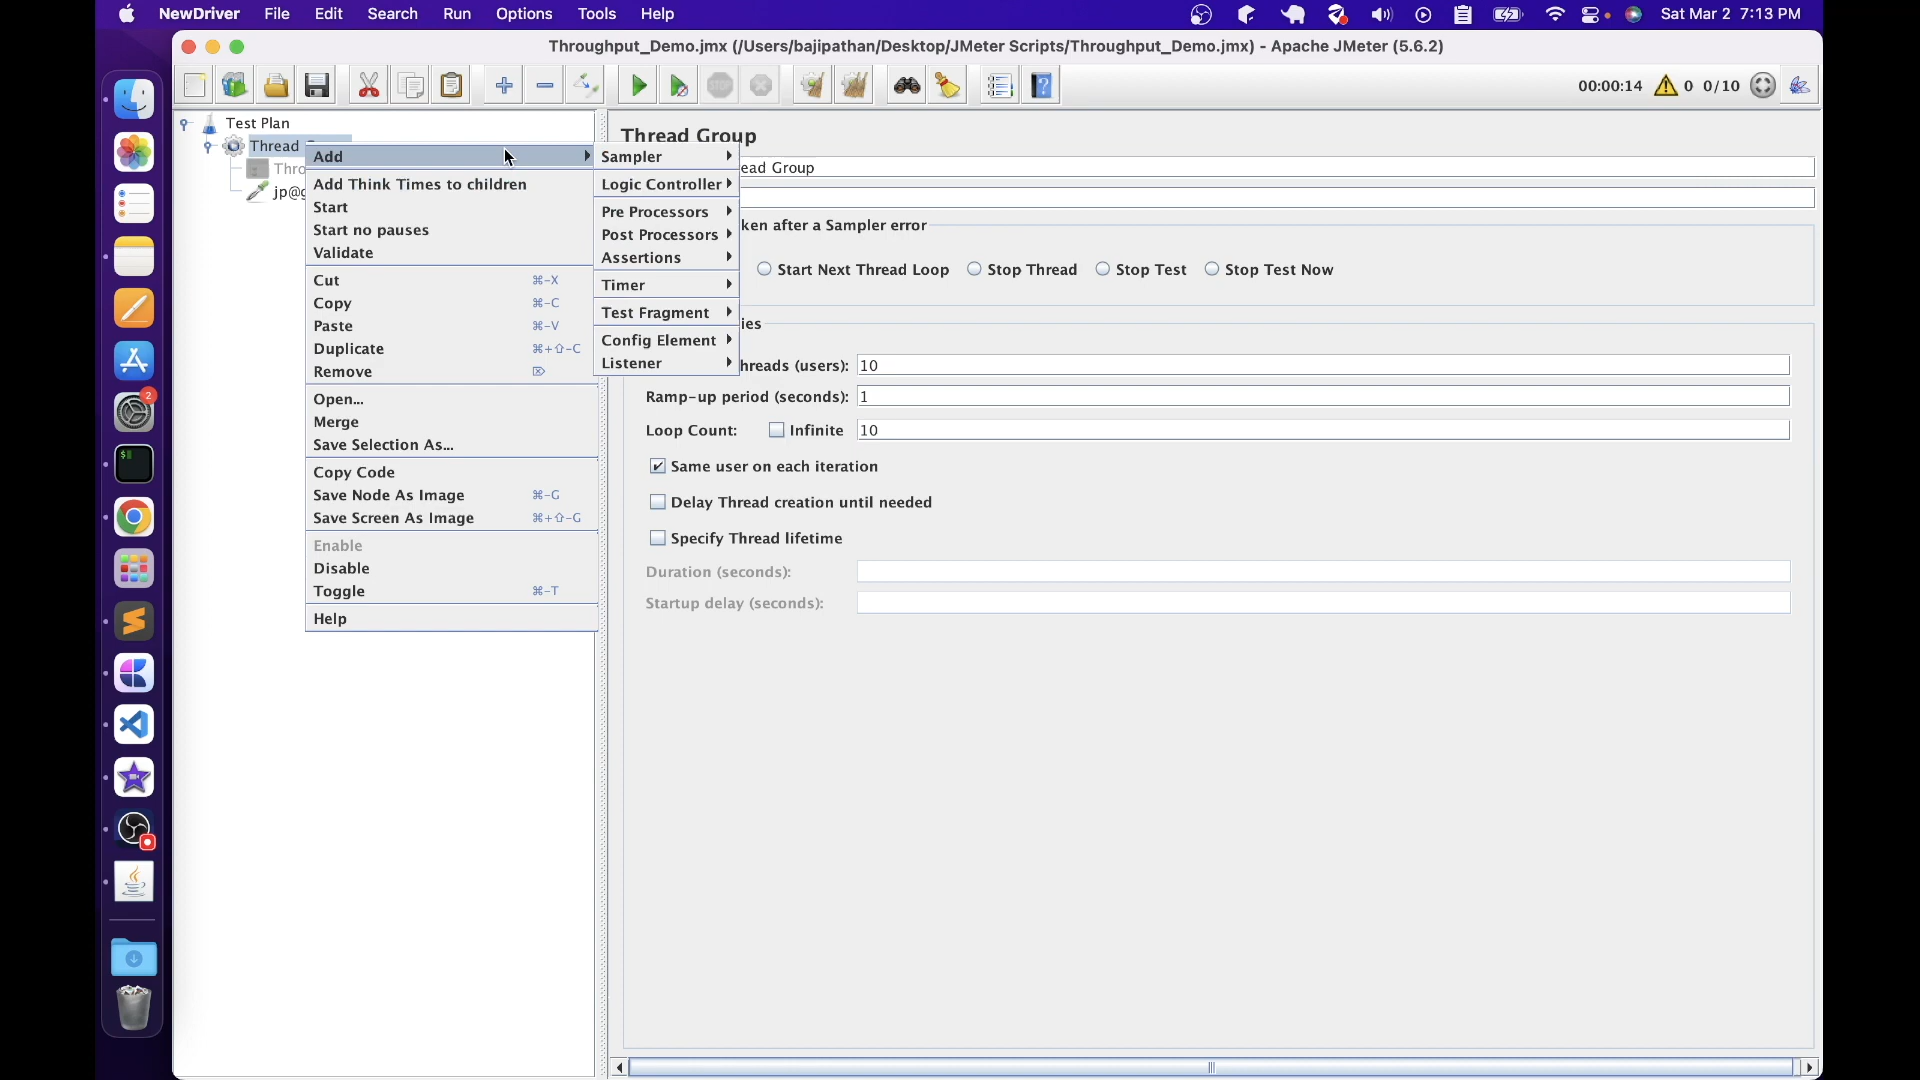 NewDriver File Edit Search Run Options Tools Help
Sat Mar 2 7:13 PM
Throughput_Demo.jmx (/Users/bajipathan/Desktop/JMeter Scripts/Throughput_Demo.jmx) - Apache JMeter (5.6.2)
STOP
00:00:14 0 0/10
Test Plan
Thread
Thro
jp@g
Add
Add Think Times to children
Start
Start no pauses
Validate
Cut ⌘-X
Copy ⌘-C
Paste ⌘-V
Duplicate ⌘+⇧-C
Remove ⌦
Open...
Merge
Save Selection As...
Copy Code
Save Node As Image ⌘-G
Save Screen As Image ⌘+⇧-G
Enable
Disable
Toggle ⌘-T
Help
Sampler
Logic Controller
Pre Processors
Post Processors
Assertions
Timer
Test Fragment
Config Element
Listener
Thread Group
ead Group
ken after a Sampler error
Start Next Thread Loop Stop Thread Stop Test Stop Test Now
ies
hreads (users): 10
Ramp-up period (seconds): 1
Loop Count: Infinite 10
Same user on each iteration
Delay Thread creation until needed
Specify Thread lifetime
Duration (seconds):
Startup delay (seconds):
2